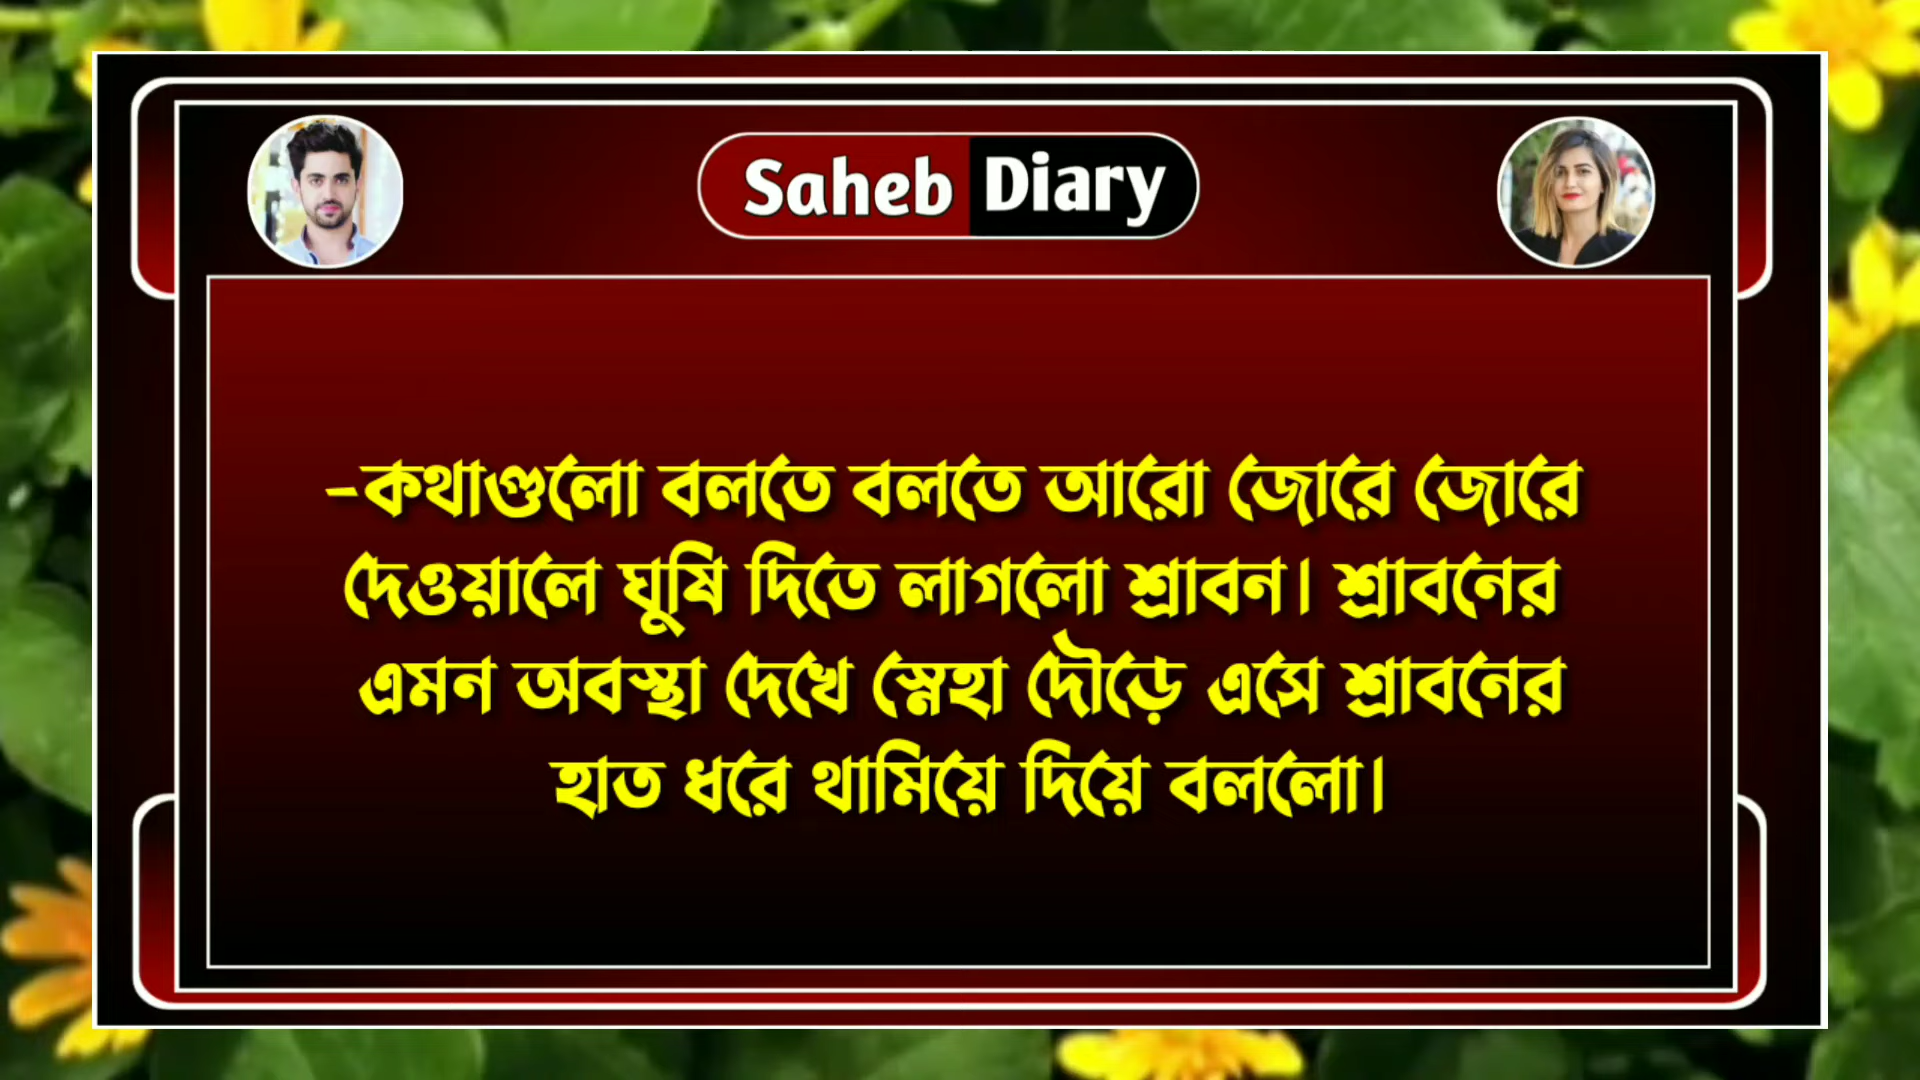 Saheb Diary
-কথাগুলো বলতে বলতে আরো জোরে জোরে
দেওয়ালে ঘুষি দিতে লাগলো শ্রাবন। শ্রাবনের
এমন অবস্থা দেখে স্নেহা দৌড়ে এসে শ্রাবনের
হাত ধরে থামিয়ে দিয়ে বললো।